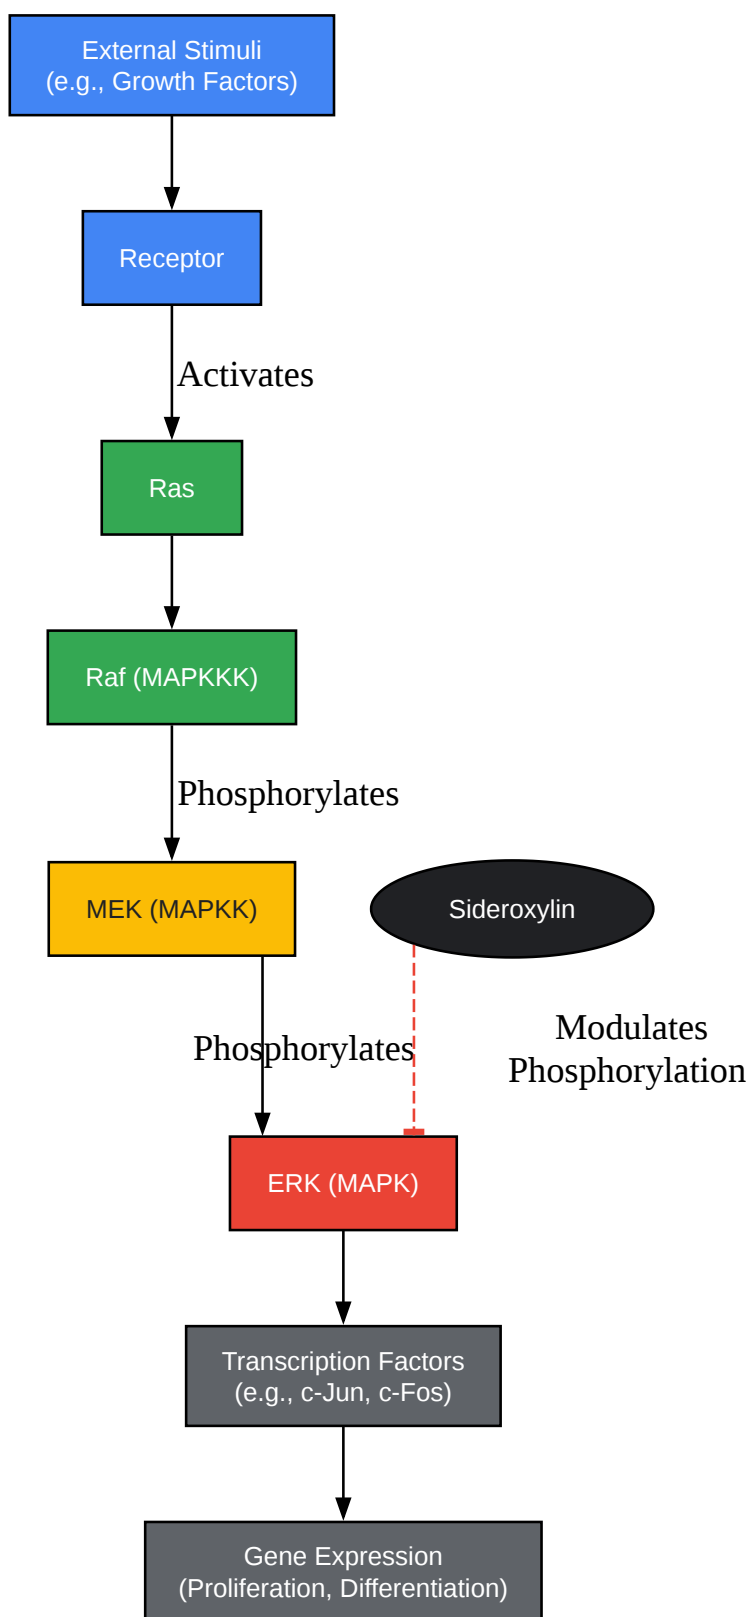 External Stimuli
(e.g., Growth Factors)
Receptor
Activates
Ras
Raf (MAPKKK)
Phosphorylates
MEK (MAPKK)
Sideroxylin
Phosphorylates
Modulates
Phosphorylation
ERK (MAPK)
Transcription Factors
(e.g., c-Jun, c-Fos)
Gene Expression
(Proliferation, Differentiation)